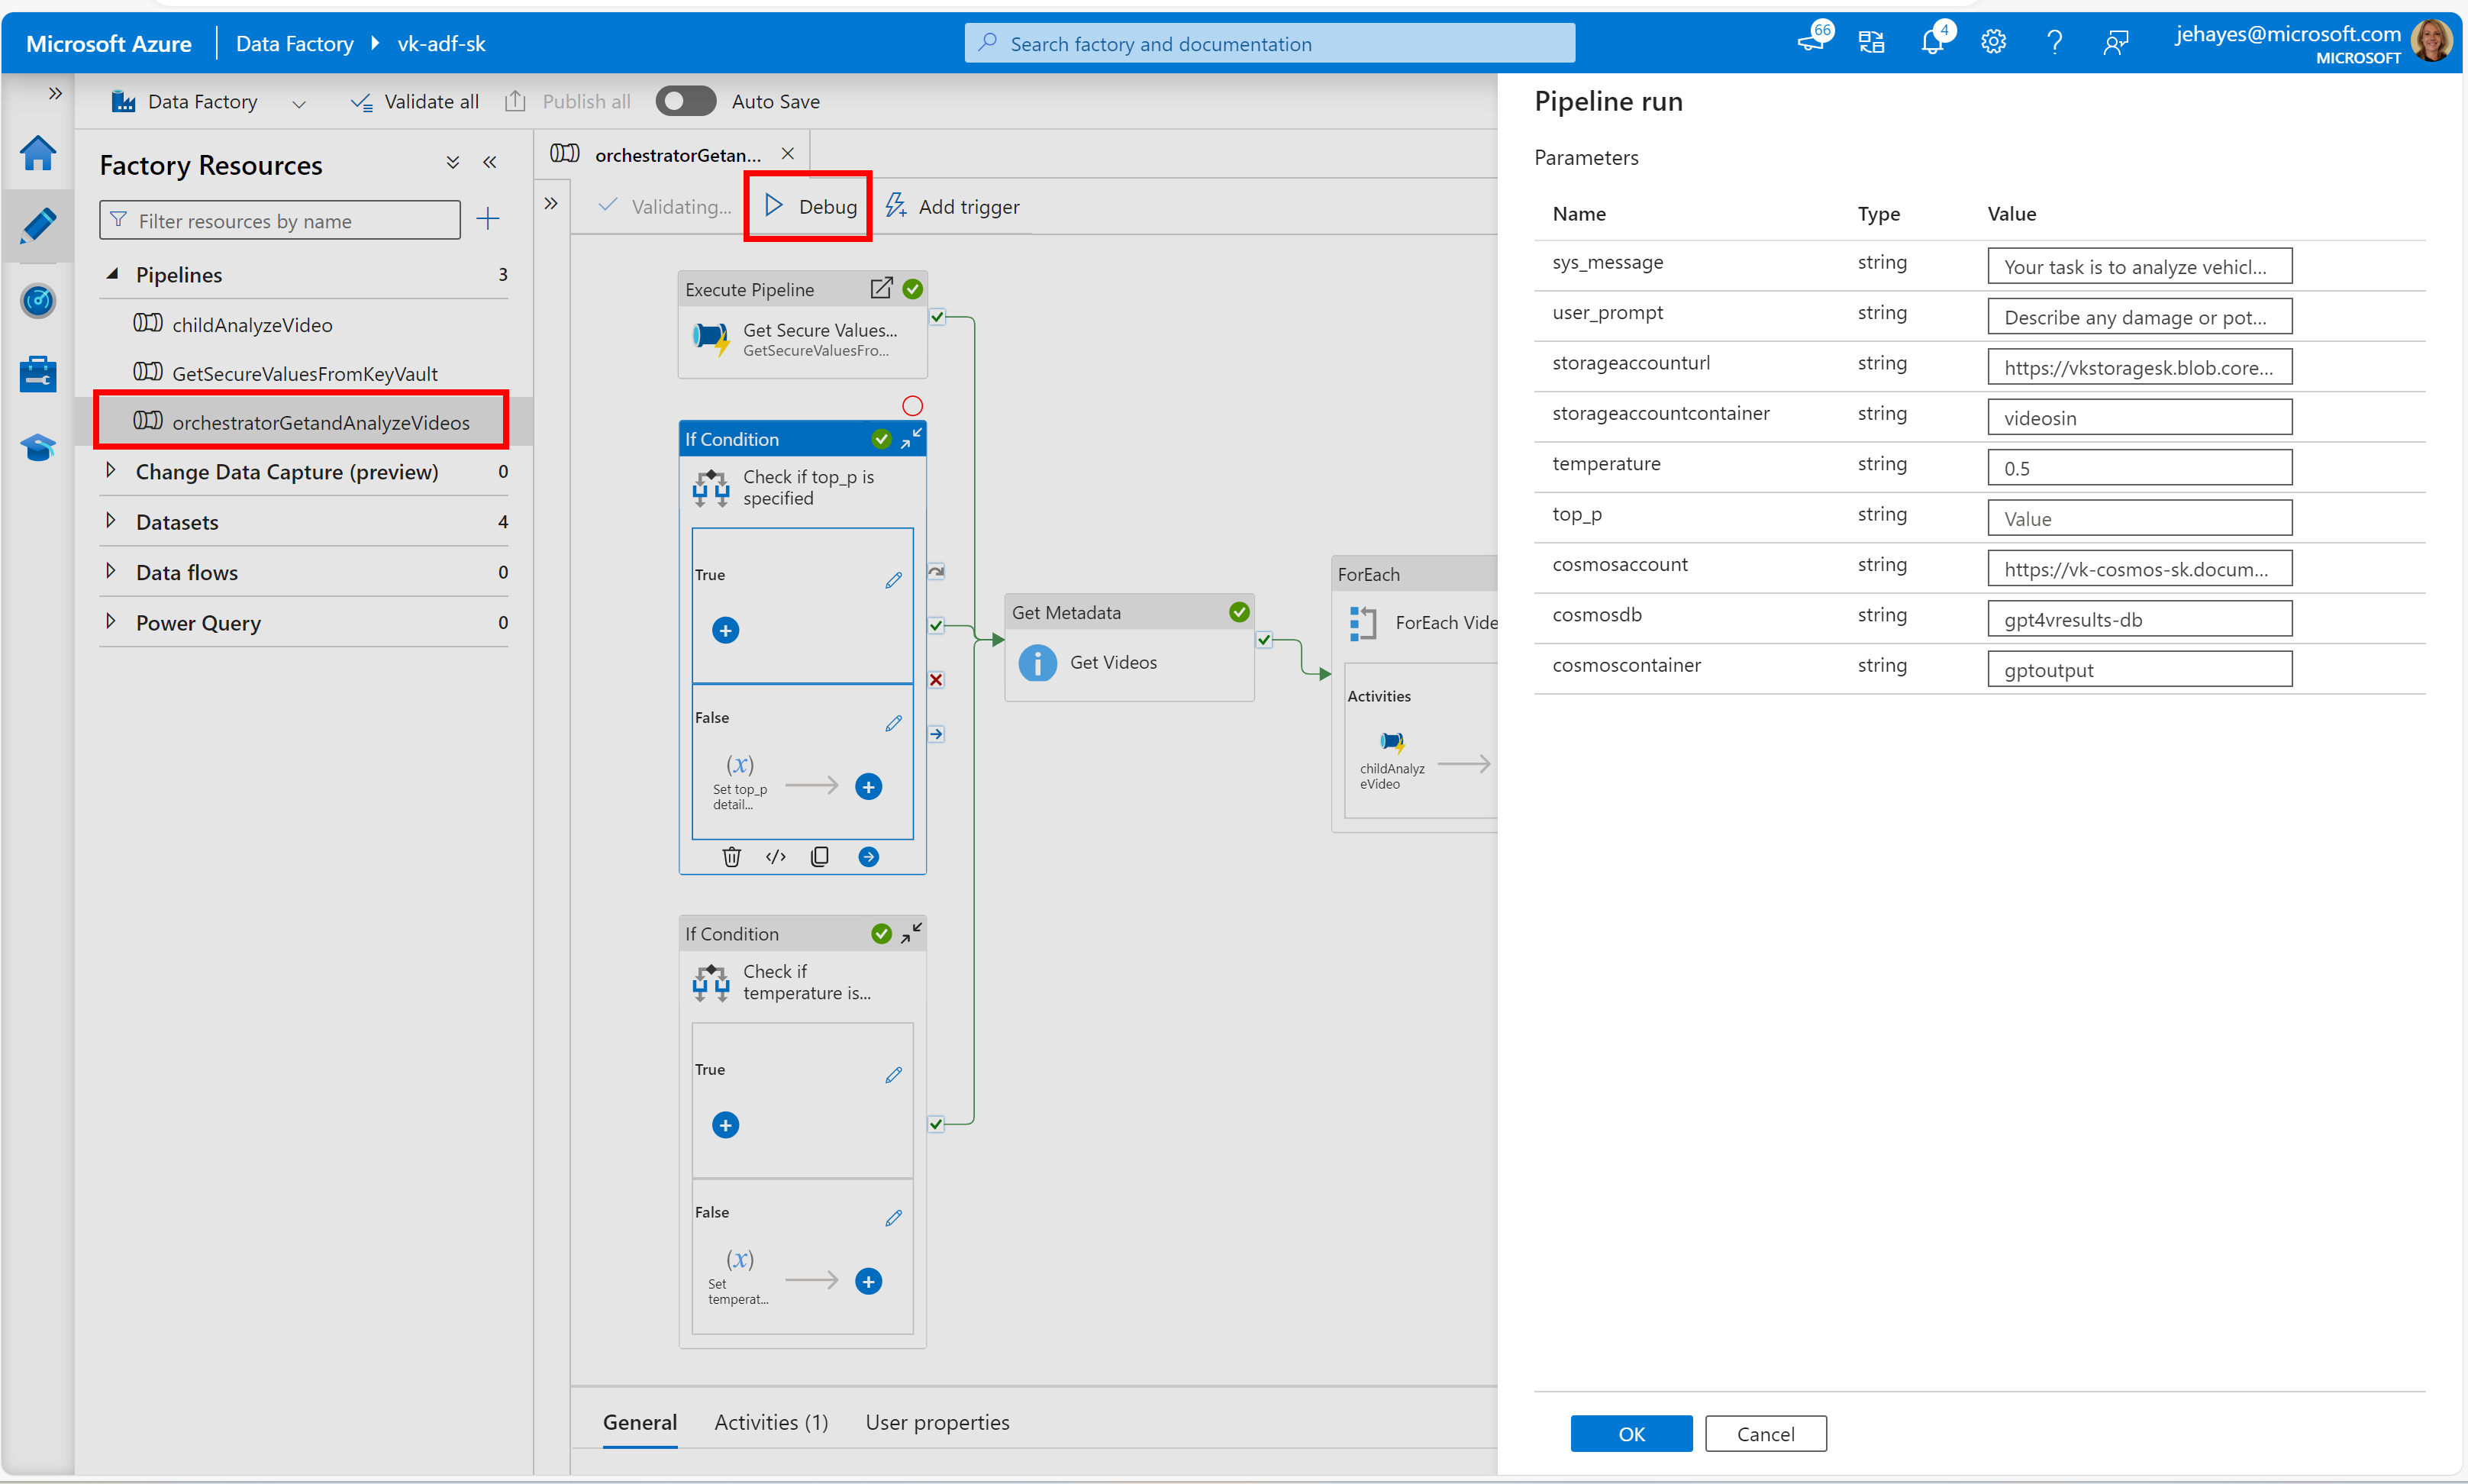 Microsoft Azure
Data Factory
vk-adf-sk
Search factory and documentation
66
4
jehayes@microsoft.com
MICROSOFT
Data Factory
Validate all
Publish all
Auto Save
Factory Resources
Filter resources by name
Pipelines 3
childAnalyzeVideo
GetSecureValuesFromKeyVault
orchestratorGetandAnalyzeVideos
Change Data Capture (preview) 0
Datasets 4
Data flows 0
Power Query 0
orchestratorGetan...
Validating...
Debug
Add trigger
Execute Pipeline
Get Secure Values...
GetSecureValuesFro...
If Condition
Check if top_p is
specified
True
False
(x)
Set top_p
detail...
If Condition
Check if
temperature is...
True
False
(x)
Set
temperat...
Get Metadata
Get Videos
ForEach
ForEach Vide
Activities
childAnalyz
eVideo
General
Activities (1)
User properties
Pipeline run
Parameters
Name Type Value
sys_message string Your task is to analyze vehicl...
user_prompt string Describe any damage or pot...
storageaccounturl string https://vkstoragesk.blob.core...
storageaccountcontainer string videosin
temperature string 0.5
top_p string Value
cosmosaccount string https://vk-cosmos-sk.docum...
cosmosdb string gpt4vresults-db
cosmoscontainer string gptoutput
OK
Cancel